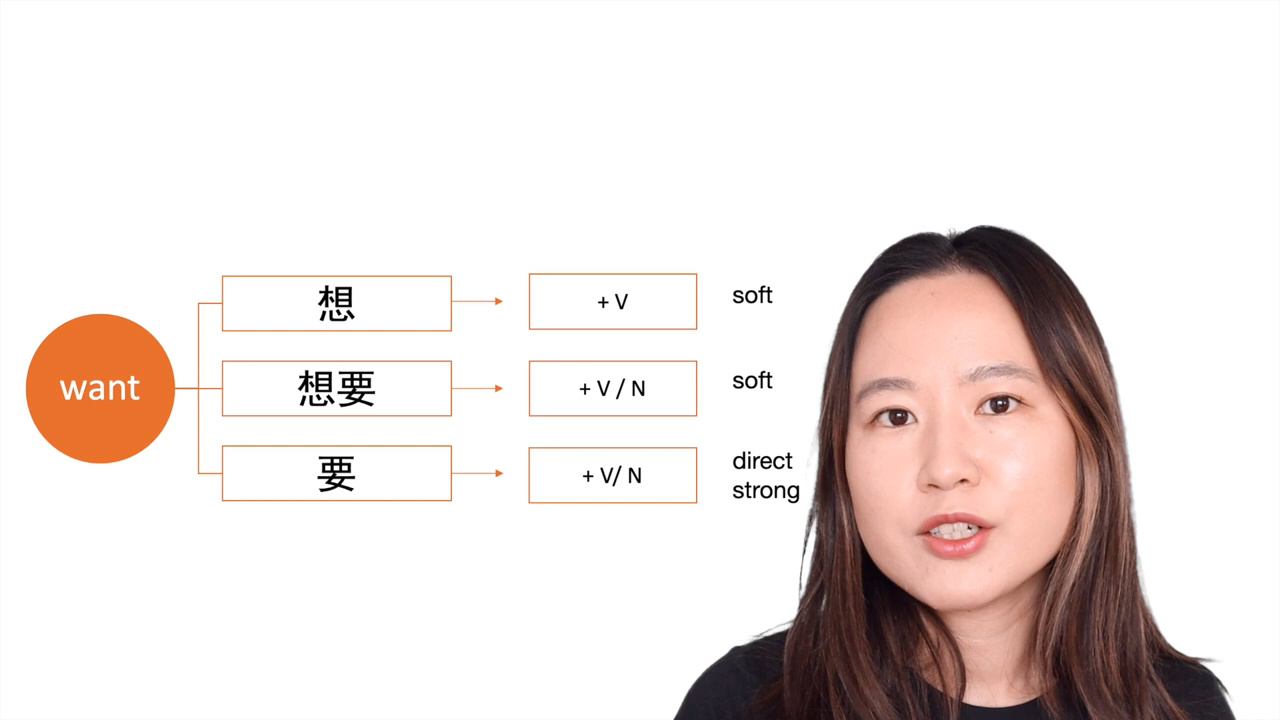 want
想
+ V
soft
想要
+ V / N
soft
要
+ V/ N
direct
strong